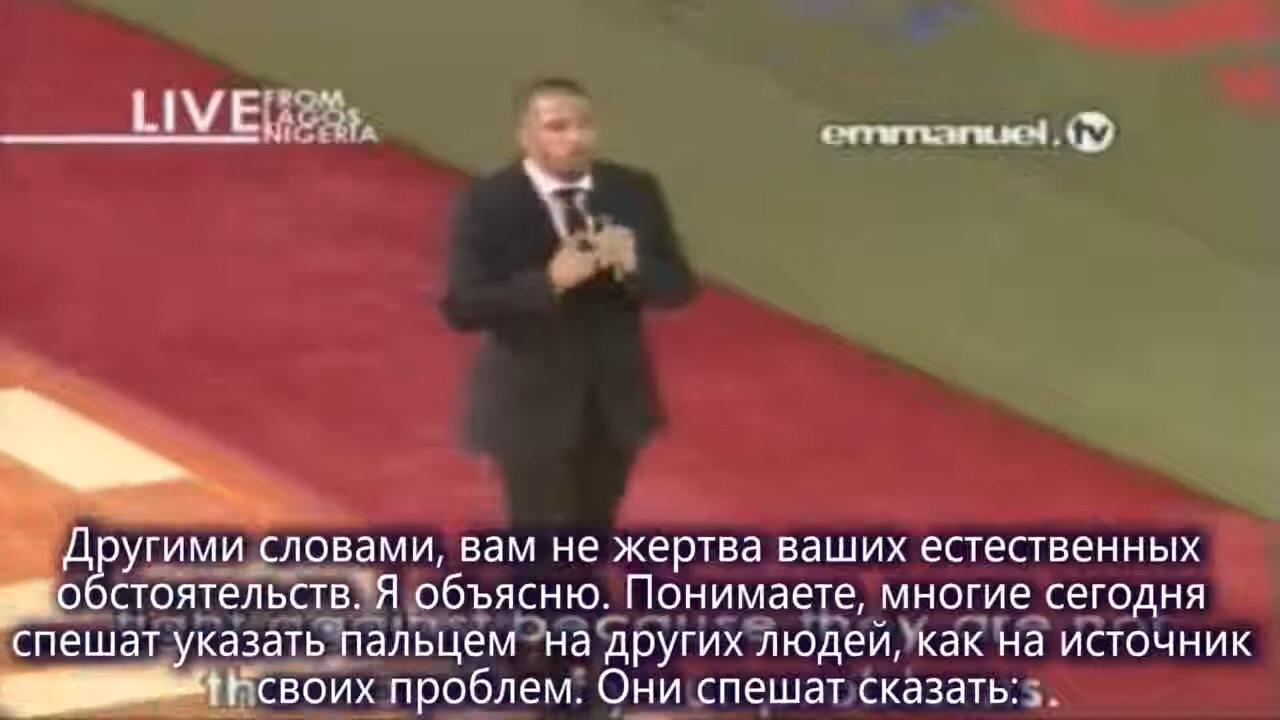 LIVE FROM
LAGOS
NIGERIA
emmanuel.tv
Другими словами, вам не жертва ваших естественных
обстоятельств. Я объясню. Понимаете, многие сегодня
спешат указать пальцем на других людей, как на источник
своих проблем. Они спешат сказать: